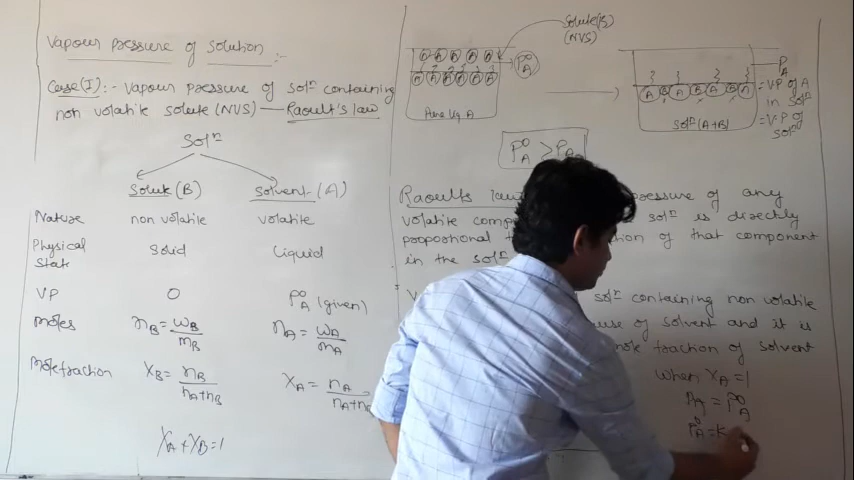 Vapour pressure of solution :-
Case(I):- Vapour pressure of solⁿ containing
non volatile solute (NVS) — Raoult's law
Solⁿ
Solute(B) Solvent(A)
Nature non volatile volatile
Physical State Solid Liquid
VP 0 P°A (given)
moles nB = wB/mB nA = wA/mA
Mole fraction XB = nB/nA+nB XA = nA/nA+nB
XA + XB = 1
Solute(B)
(NVS)
P°A
Pure liq A
PA
= V.P of A
in Solⁿ
= V.P of
Solⁿ
Solⁿ(A+B)
P°A > PA
Raoults law pressure of any
volatile solⁿ is directly
proportional of that component
in the solⁿ
solⁿ containing non volatile
of solvent and it is
mole fraction of solvent
when XA = 1
PA = P°A
P°A = K